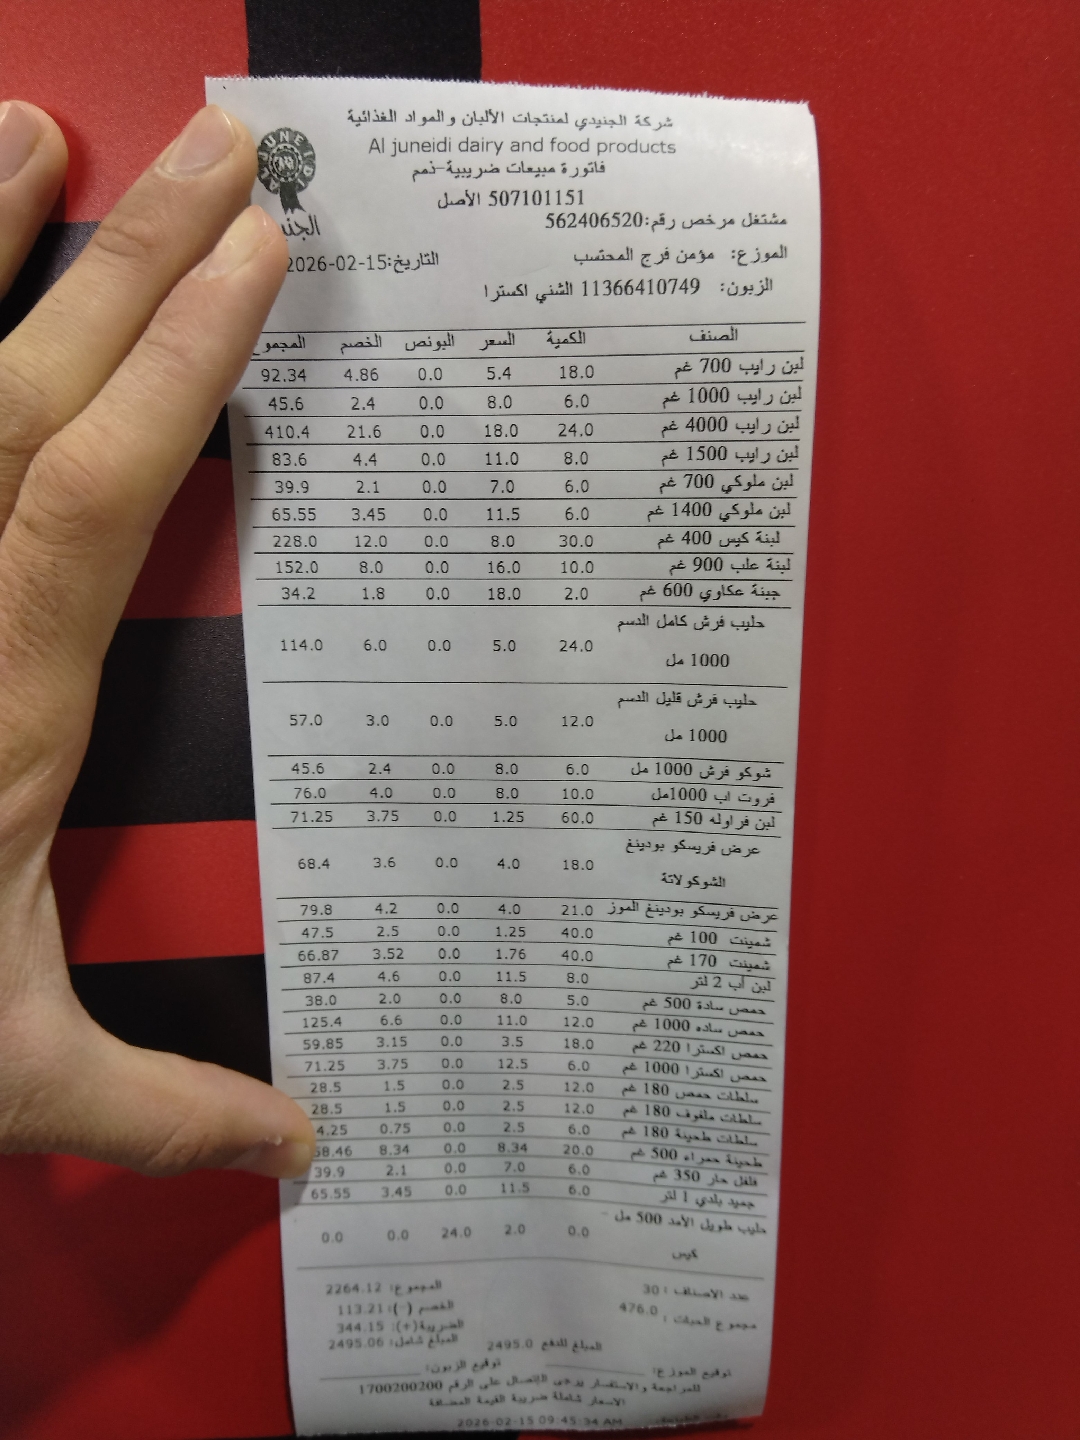 شركة الجنيدي لمنتجات الألبان والمواد الغذائية
Al juneidi dairy and food products
فاتورة مبيعات ضريبية-ذمم
507101151 الأصل
مشتغل مرخص رقم:562406520
الموزع: مؤمن فرج المحتسب
التاريخ:2026-02-15
الزبون: 11366410749 الشني اكسترا
الصنف الكمية السعر البونص الخصم المجموع
لبن رايب 700 غم 18.0 5.4 0.0 4.86 92.34
لبن رايب 1000 غم 6.0 8.0 0.0 2.4 45.6
لبن رايب 4000 غم 24.0 18.0 0.0 21.6 410.4
لبن رايب 1500 غم 8.0 11.0 0.0 4.4 83.6
لبن ملوكي 700 غم 6.0 7.0 0.0 2.1 39.9
لبن ملوكي 1400 غم 6.0 11.5 0.0 3.45 65.55
لبنة كيس 400 غم 30.0 8.0 0.0 12.0 228.0
لبنة علب 900 غم 10.0 16.0 0.0 8.0 152.0
جبنة عكاوي 600 غم 2.0 18.0 0.0 1.8 34.2
حليب فرش كامل الدسم
1000 مل 24.0 5.0 0.0 6.0 114.0
حليب فرش قليل الدسم
1000 مل 12.0 5.0 0.0 3.0 57.0
شوكو فرش 1000 مل 6.0 8.0 0.0 2.4 45.6
فروت اب 1000مل 10.0 8.0 0.0 4.0 76.0
لبن فراوله 150 غم 60.0 1.25 0.0 3.75 71.25
عرض فريسكو بودينغ
الشوكولاتة 18.0 4.0 0.0 3.6 68.4
عرض فريسكو بودينغ الموز 21.0 4.0 0.0 4.2 79.8
شمينت 100 غم 40.0 1.25 0.0 2.5 47.5
شمينت 170 غم 40.0 1.76 0.0 3.52 66.87
لبن أب 2 لتر 8.0 11.5 0.0 4.6 87.4
حمص سادة 500 غم 5.0 8.0 0.0 2.0 38.0
حمص ساده 1000 غم 12.0 11.0 0.0 6.6 125.4
حمص اكسترا 220 غم 18.0 3.5 0.0 3.15 59.85
حمص اكسترا 1000 غم 6.0 12.5 0.0 3.75 71.25
سلطات حمص 180 غم 12.0 2.5 0.0 1.5 28.5
سلطات ملفوف 180 غم 12.0 2.5 0.0 1.5 28.5
سلطات طحينة 180 غم 6.0 2.5 0.0 0.75 4.25
طحينة حمراء 500 غم 20.0 8.34 0.0 8.34 58.46
فلفل حار 350 غم 6.0 7.0 0.0 2.1 39.9
جميد بلدي 1 لتر 6.0 11.5 0.0 3.45 65.55
حليب طويل الأمد 500 مل -
كيس 0.0 2.0 24.0 0.0 0.0
عدد الاصناف : 30
المجموع: 2264.12
مجموع الحبات : 476.0
الخصم (-): 113.21
الضريبة(+): 344.15
المبلغ شامل: 2495.06
المبلغ للدفع 2495.0
توقيع الموزع: توقيع الزبون:
للمراجعة والاستفسار يرجى الإتصال على الرقم 1700200200
الاسعار شاملة ضريبة القيمة المضافة
2026-02-15 09:45:34 AM